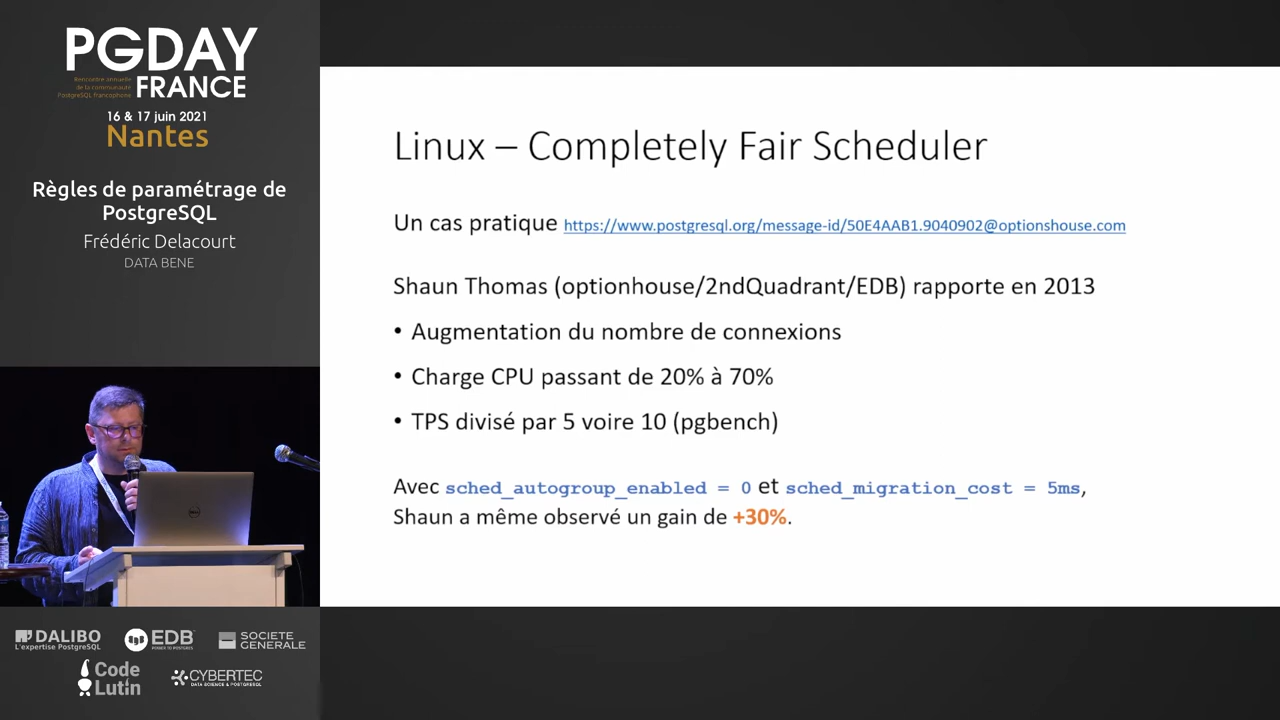 PGDAY
FRANCE
Rencontre annuelle
de la communauté
PostgreSQL francophone
16 & 17 juin 2021
Nantes
Règles de paramétrage de
PostgreSQL
Frédéric Delacourt
DATA BENE
Linux – Completely Fair Scheduler
Un cas pratique https://www.postgresql.org/message-id/50E4AAB1.9040902@optionshouse.com
Shaun Thomas (optionhouse/2ndQuadrant/EDB) rapporte en 2013
• Augmentation du nombre de connexions
• Charge CPU passant de 20% à 70%
• TPS divisé par 5 voire 10 (pgbench)
Avec sched_autogroup_enabled = 0 et sched_migration_cost = 5ms,
Shaun a même observé un gain de +30%.
DELL
DALIBO
L'expertise PostgreSQL
EDB
POWER TO POSTGRES
SOCIETE
GENERALE
Code
Lutin
CYBERTEC
DATA SCIENCE & POSTGRESQL